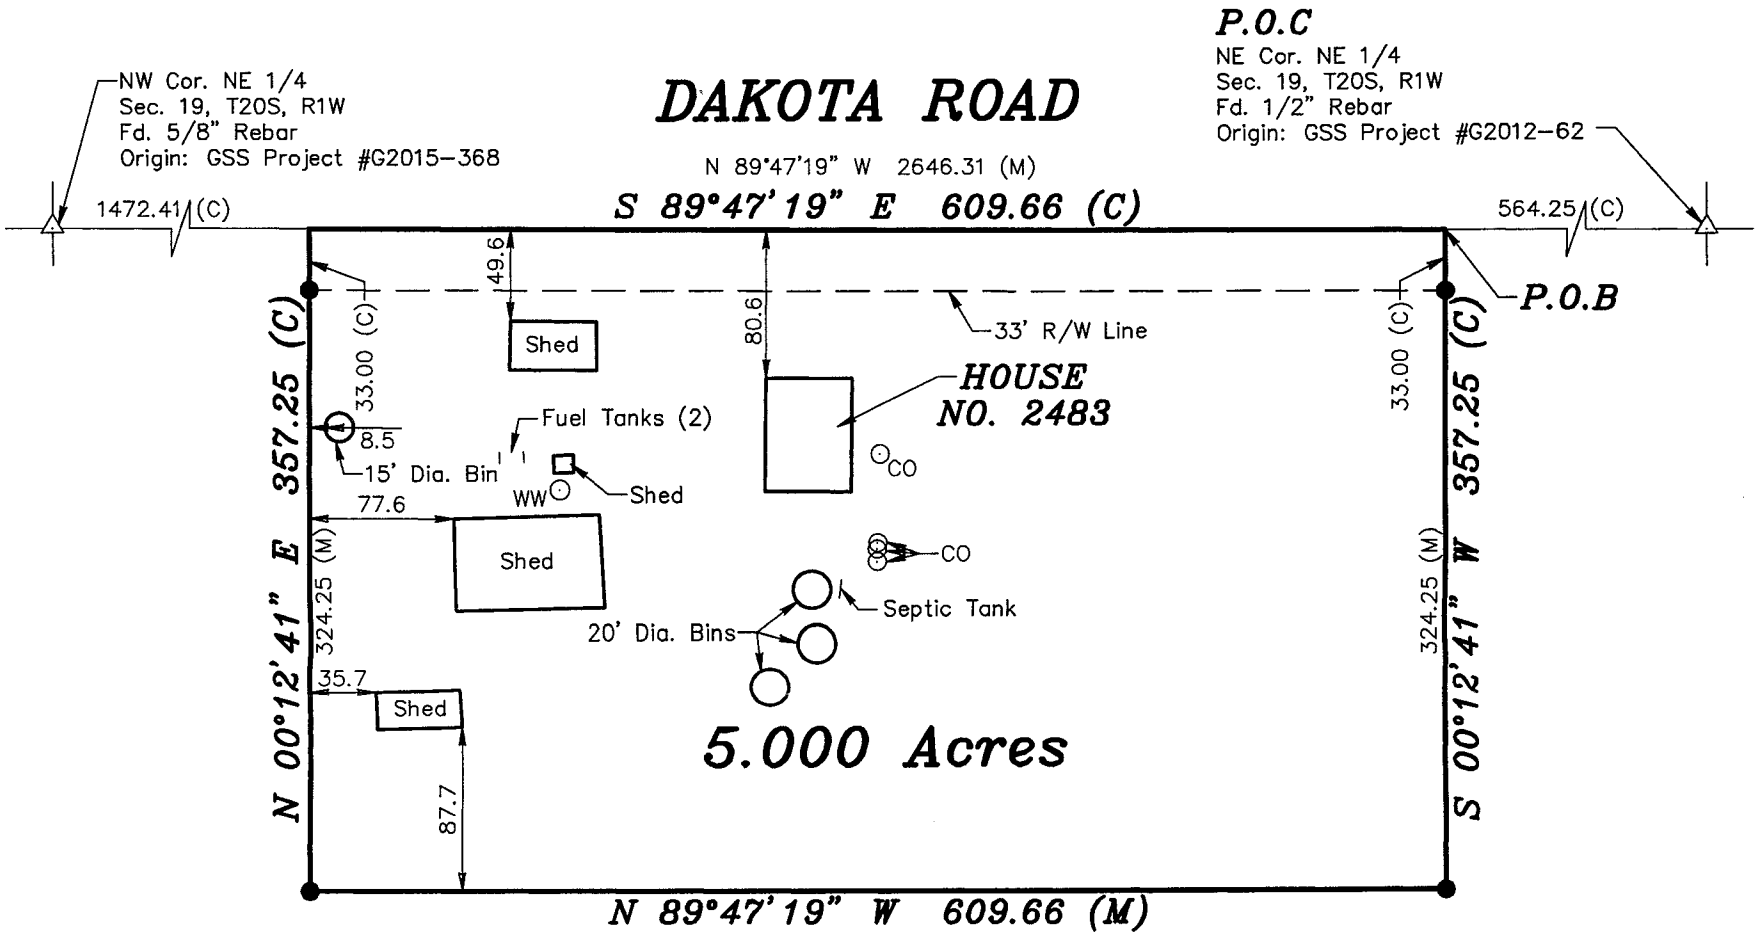 P.O.C
NE Cor. NE 1/4
Sec. 19, T20S, R1W
Fd. 1/2" Rebar
Origin: GSS Project #G2012-62
NW Cor. NE 1/4
Sec. 19, T20S, R1W
Fd. 5/8" Rebar
Origin: GSS Project #G2015-368
DAKOTA ROAD
N 89°47'19" W 2646.31 (M)
S 89°47'19" E 609.66 (C)
1472.41 (C)
564.25 (C)
49.6
80.6
33.00 (C)
33.00 (C)
P.O.B
33' R/W Line
Shed
HOUSE
NO. 2483
N 00°12'41" E 357.25 (C)
S 00°12'41" W 357.25 (C)
8.5
Fuel Tanks (2)
15' Dia. Bin
CO
WW
Shed
77.6
Shed
CO
324.25 (M)
324.25 (M)
Septic Tank
20' Dia. Bins
35.7
Shed
5.000 Acres
87.7
N 89°47'19" W 609.66 (M)